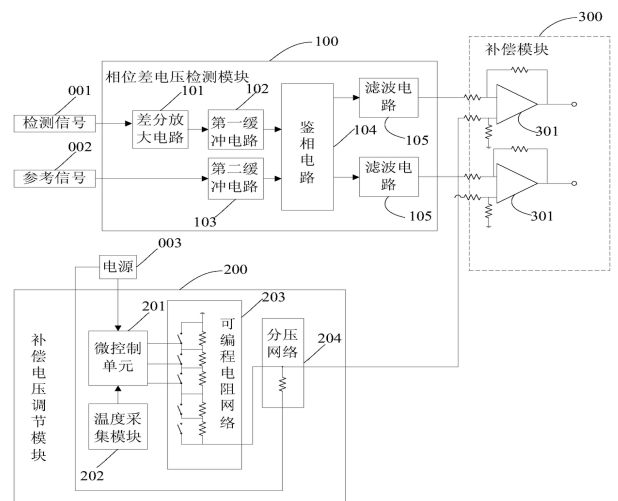 300
100
补偿模块
相位差电压检测模块
001
101
102
检测信号
差分放
大电路
第一缓
冲电路
鉴相电路
104
滤波电
路
105
301
002
参考信号
第二缓
冲电路
103
滤波电
路
105
301
003
电源
200
201
203
补偿电压调节模块
微控制
单元
可编程电阻网络
分压
网络
204
温度采
集模块
202